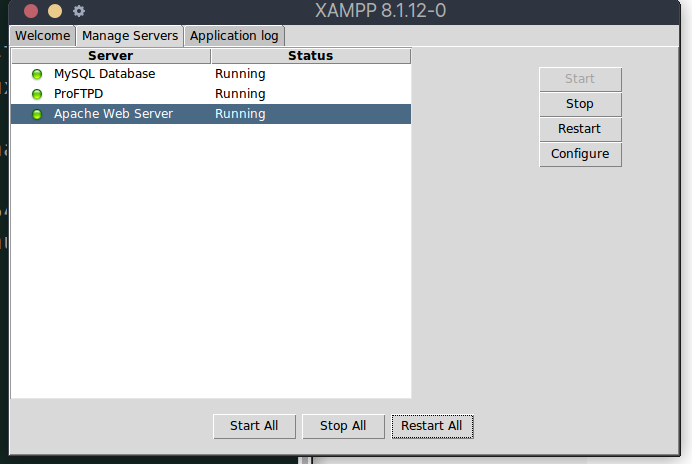 XAMPP 8.1.12-0
Welcome Manage Servers Application log
Server Status
MySQL Database Running
ProFTPD Running
Apache Web Server Running
Start
Stop
Restart
Configure
Start All Stop All Restart All